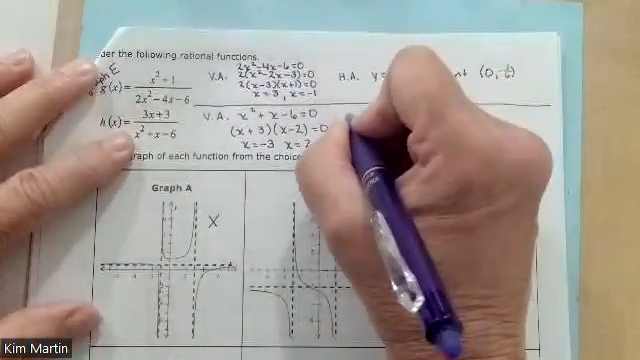 der the following rational functions.
2x²-4x-6=0
V.A. 2(x²-2x-3)=0
2(x-3)(x+1)=0
x=3, x=-1
H.A. y=
(0,-1/6)
Graph E
g(x)= x²+1 / 2x²-4x-6
h(x)= 3x+3 / x²+x-6
V.A. x²+x-6=0
(x+3)(x-2)=0
x=-3 x=2
graph of each function from the choice
Graph A
X
Kim Martin